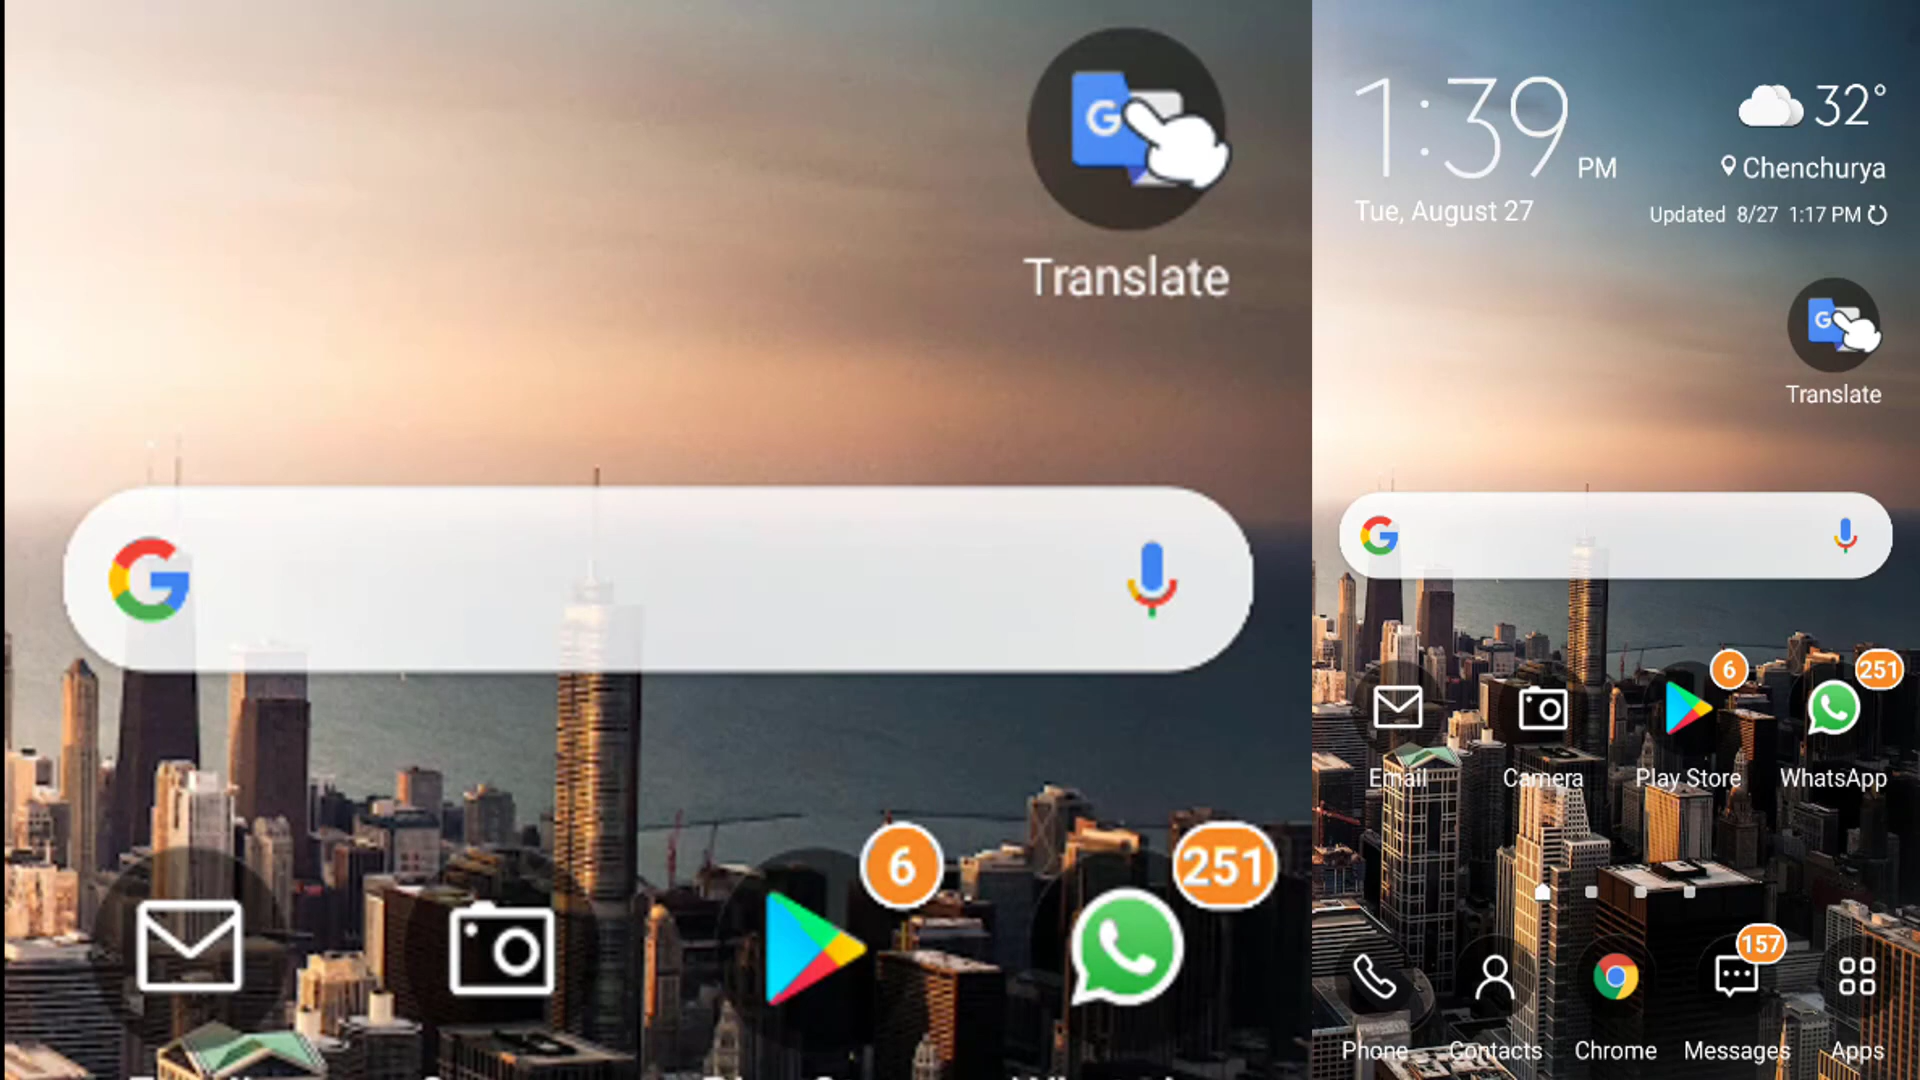 G
Translate
6
251
1:39 PM
32°
Chenchurya
Tue, August 27
Updated 8/27 1:17 PM
G
Translate
6
251
Email
Camera
Play Store
WhatsApp
157
Phone
Contacts
Chrome
Messages
Apps